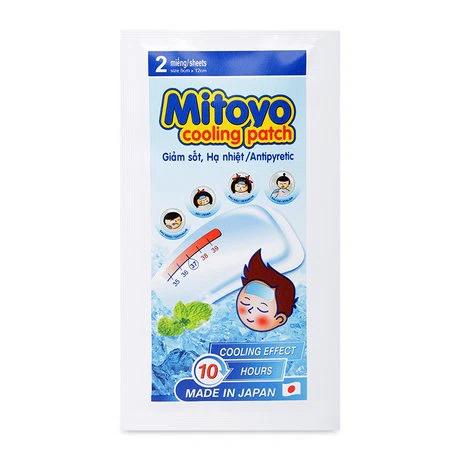 2 miếng/sheets
size 5cm x 12cm
Mitoyo
cooling patch
Giảm sốt, Hạ nhiệt/Antipyretic
35 36 37 38 39
COOLING EFFECT
10 HOURS
MADE IN JAPAN